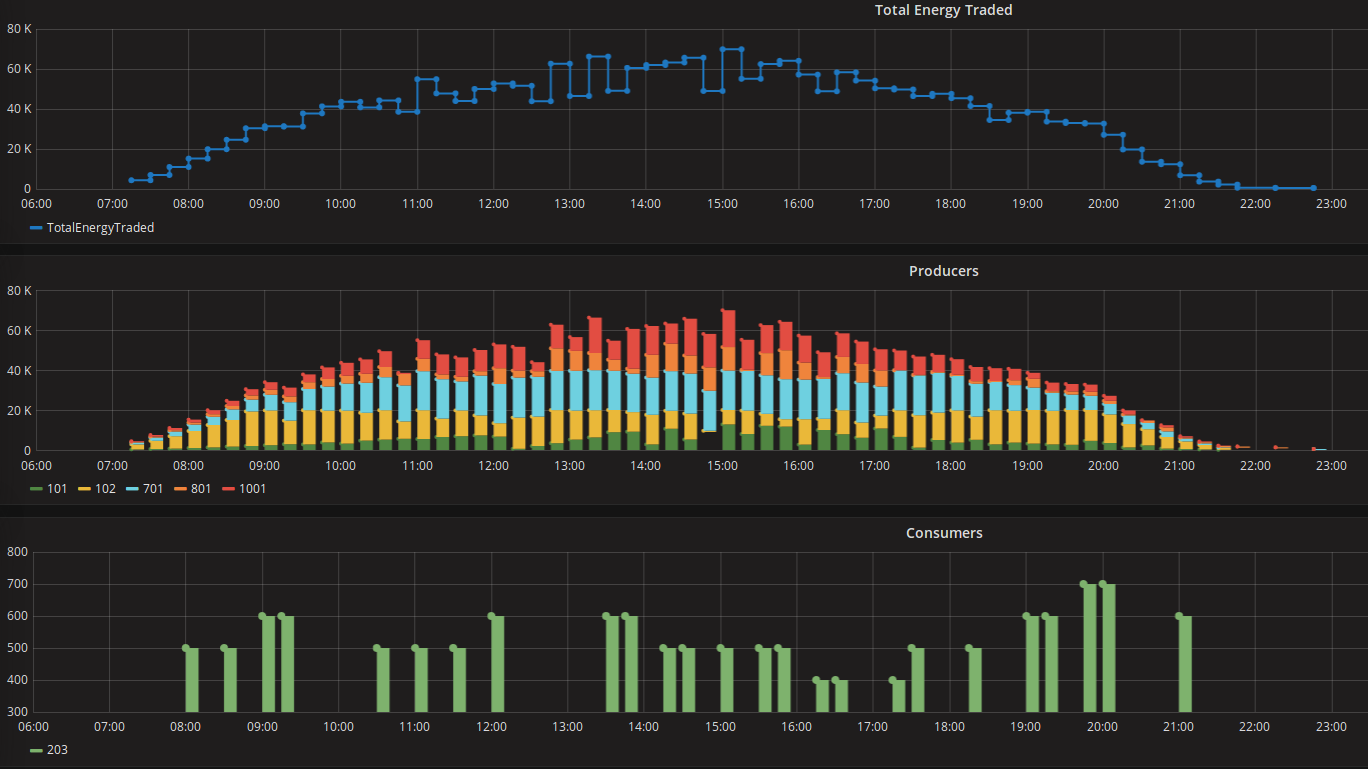 Total Energy Traded
80 K
60 K
40 K
20 K
0
06:00 07:00 08:00 09:00 10:00 11:00 12:00 13:00 14:00 15:00 16:00 17:00 18:00 19:00 20:00 21:00 22:00 23:00
TotalEnergyTraded
Producers
80 K
60 K
40 K
20 K
0
06:00 07:00 08:00 09:00 10:00 11:00 12:00 13:00 14:00 15:00 16:00 17:00 18:00 19:00 20:00 21:00 22:00 23:00
101 102 701 801 1001
Consumers
800
700
600
500
400
300
06:00 07:00 08:00 09:00 10:00 11:00 12:00 13:00 14:00 15:00 16:00 17:00 18:00 19:00 20:00 21:00 22:00 23:00
203